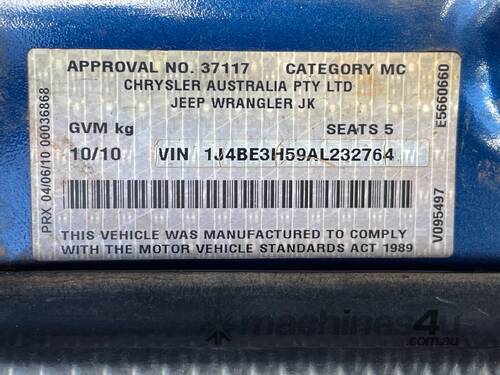 APPROVAL NO. 37117 CATEGORY MC
CHRYSLER AUSTRALIA PTY LTD
JEEP WRANGLER JK
GVM kg SEATS 5
10/10 VIN 1J4BE3H59AL232764
THIS VEHICLE WAS MANUFACTURED TO COMPLY
WITH THE MOTOR VEHICLE STANDARDS ACT 1989
PRX 04/06/10 00036868
V095497 E5660660
machines4u
.com.au